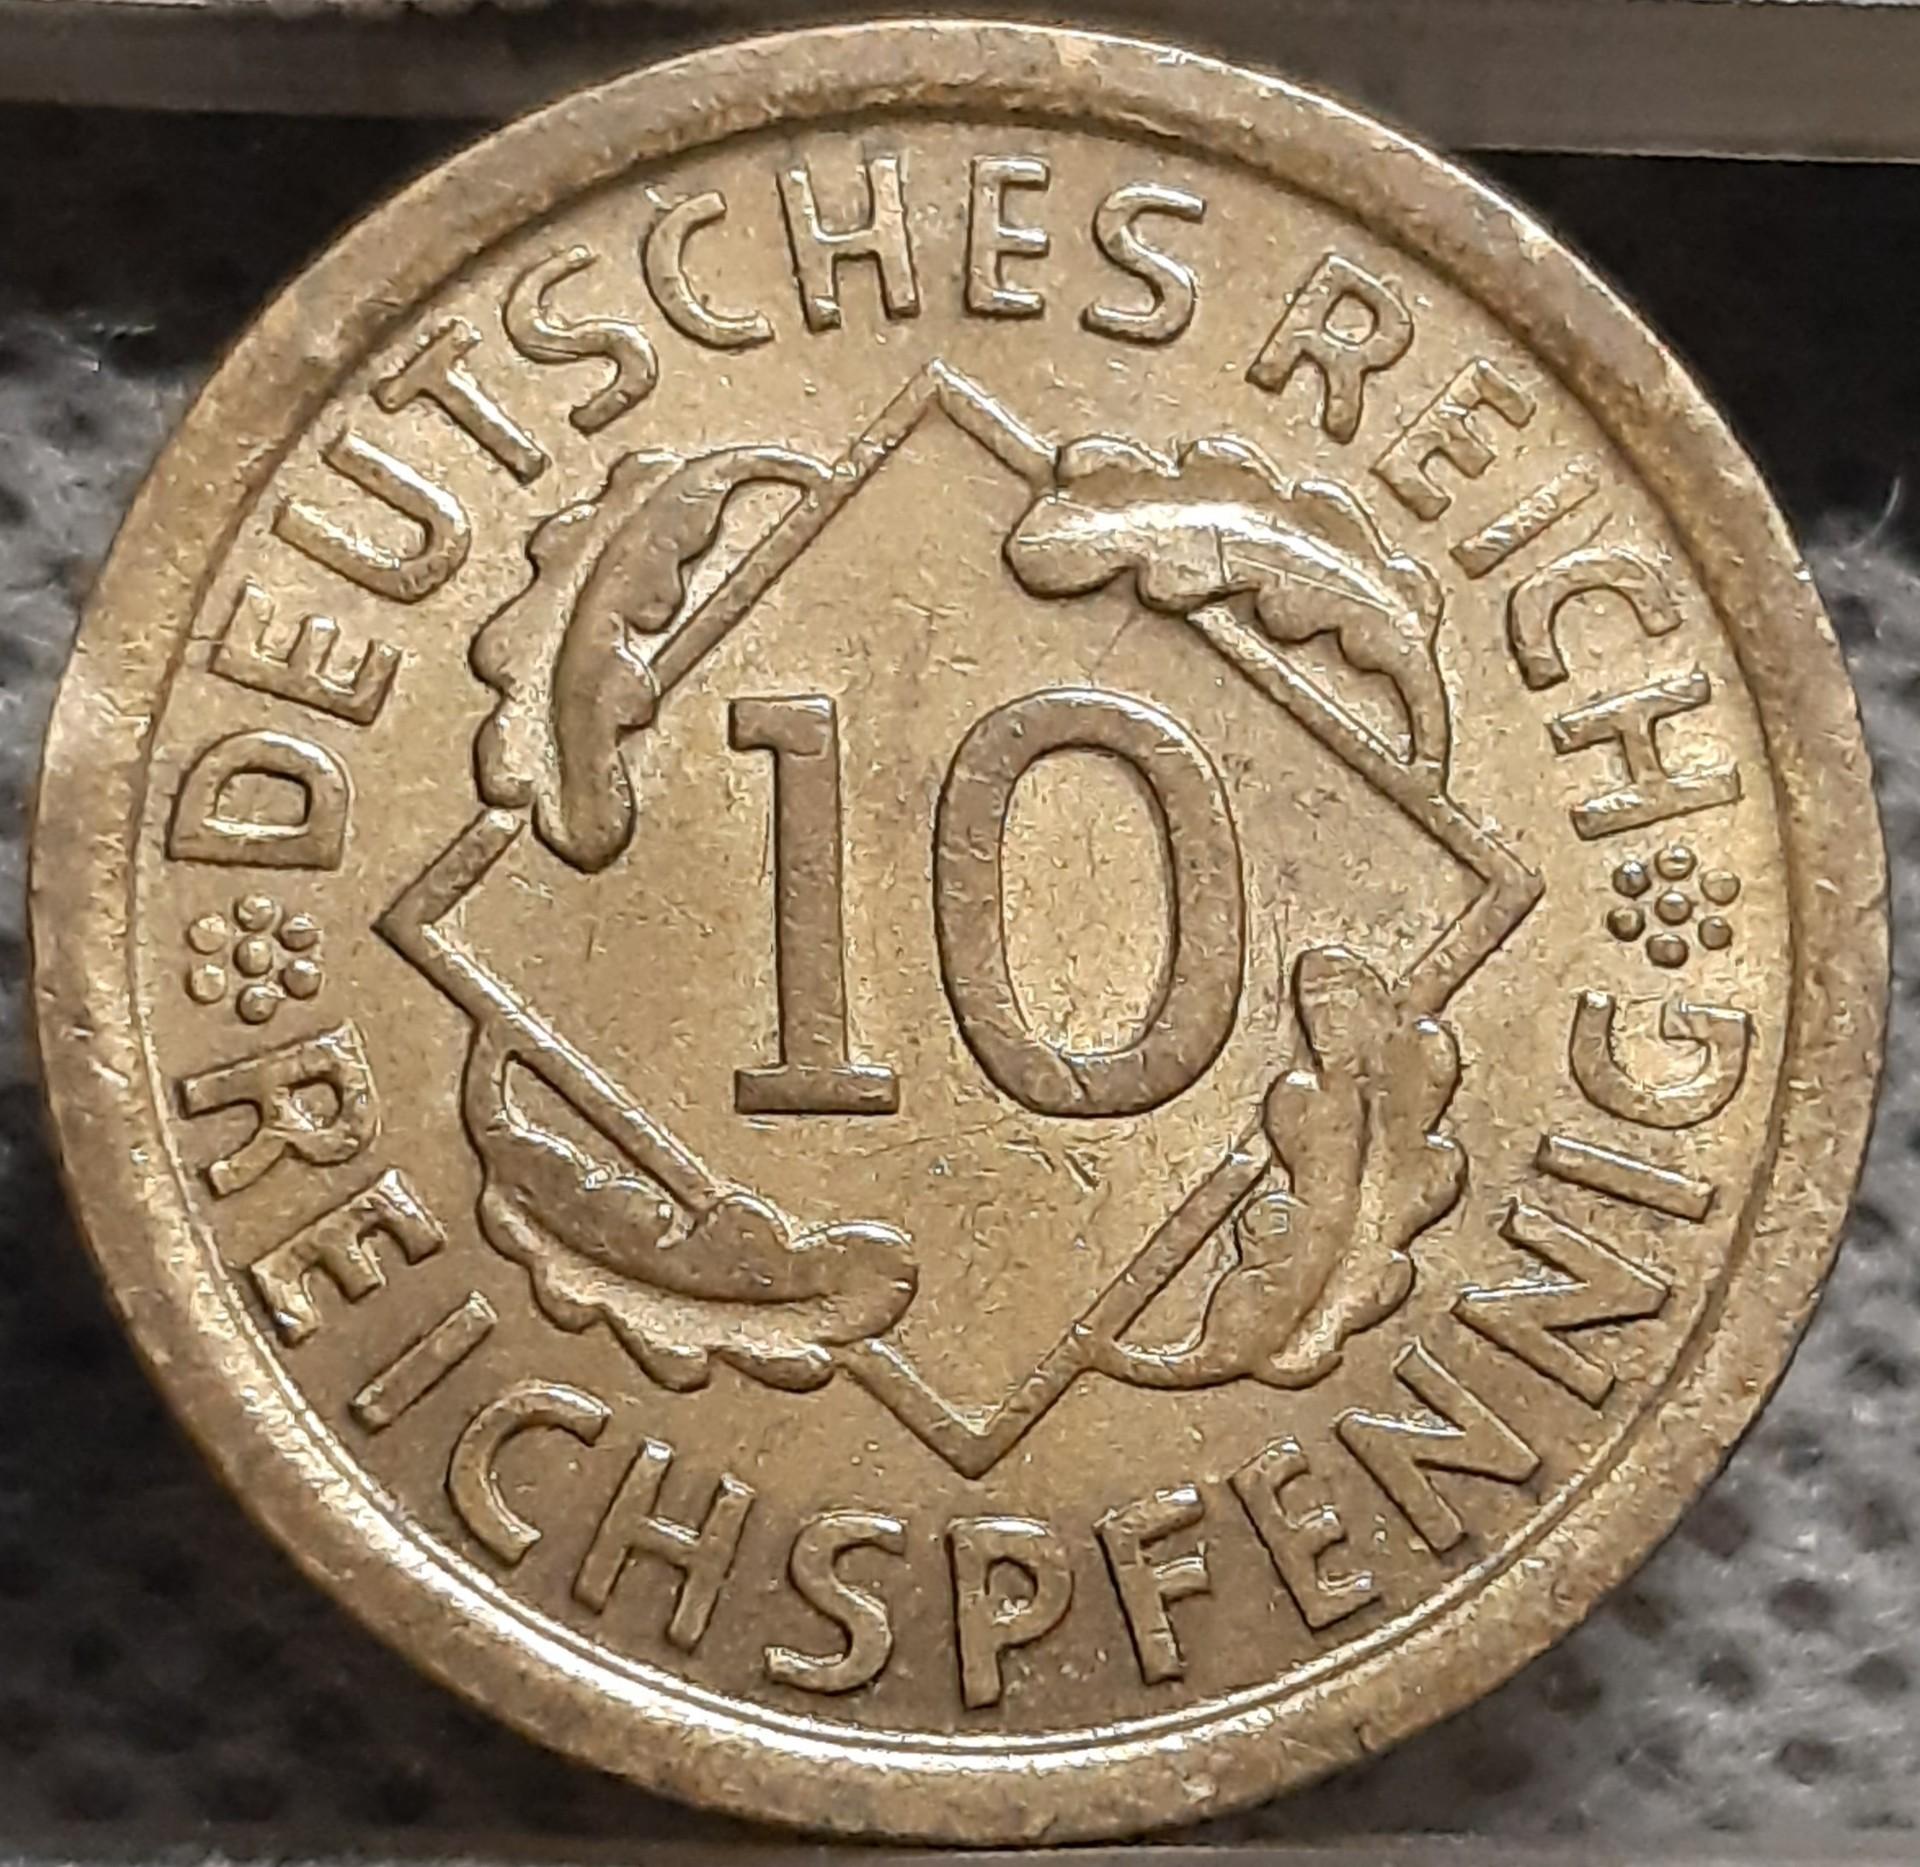 DEUTSCHES REICH
10
REICHSPFENNIG